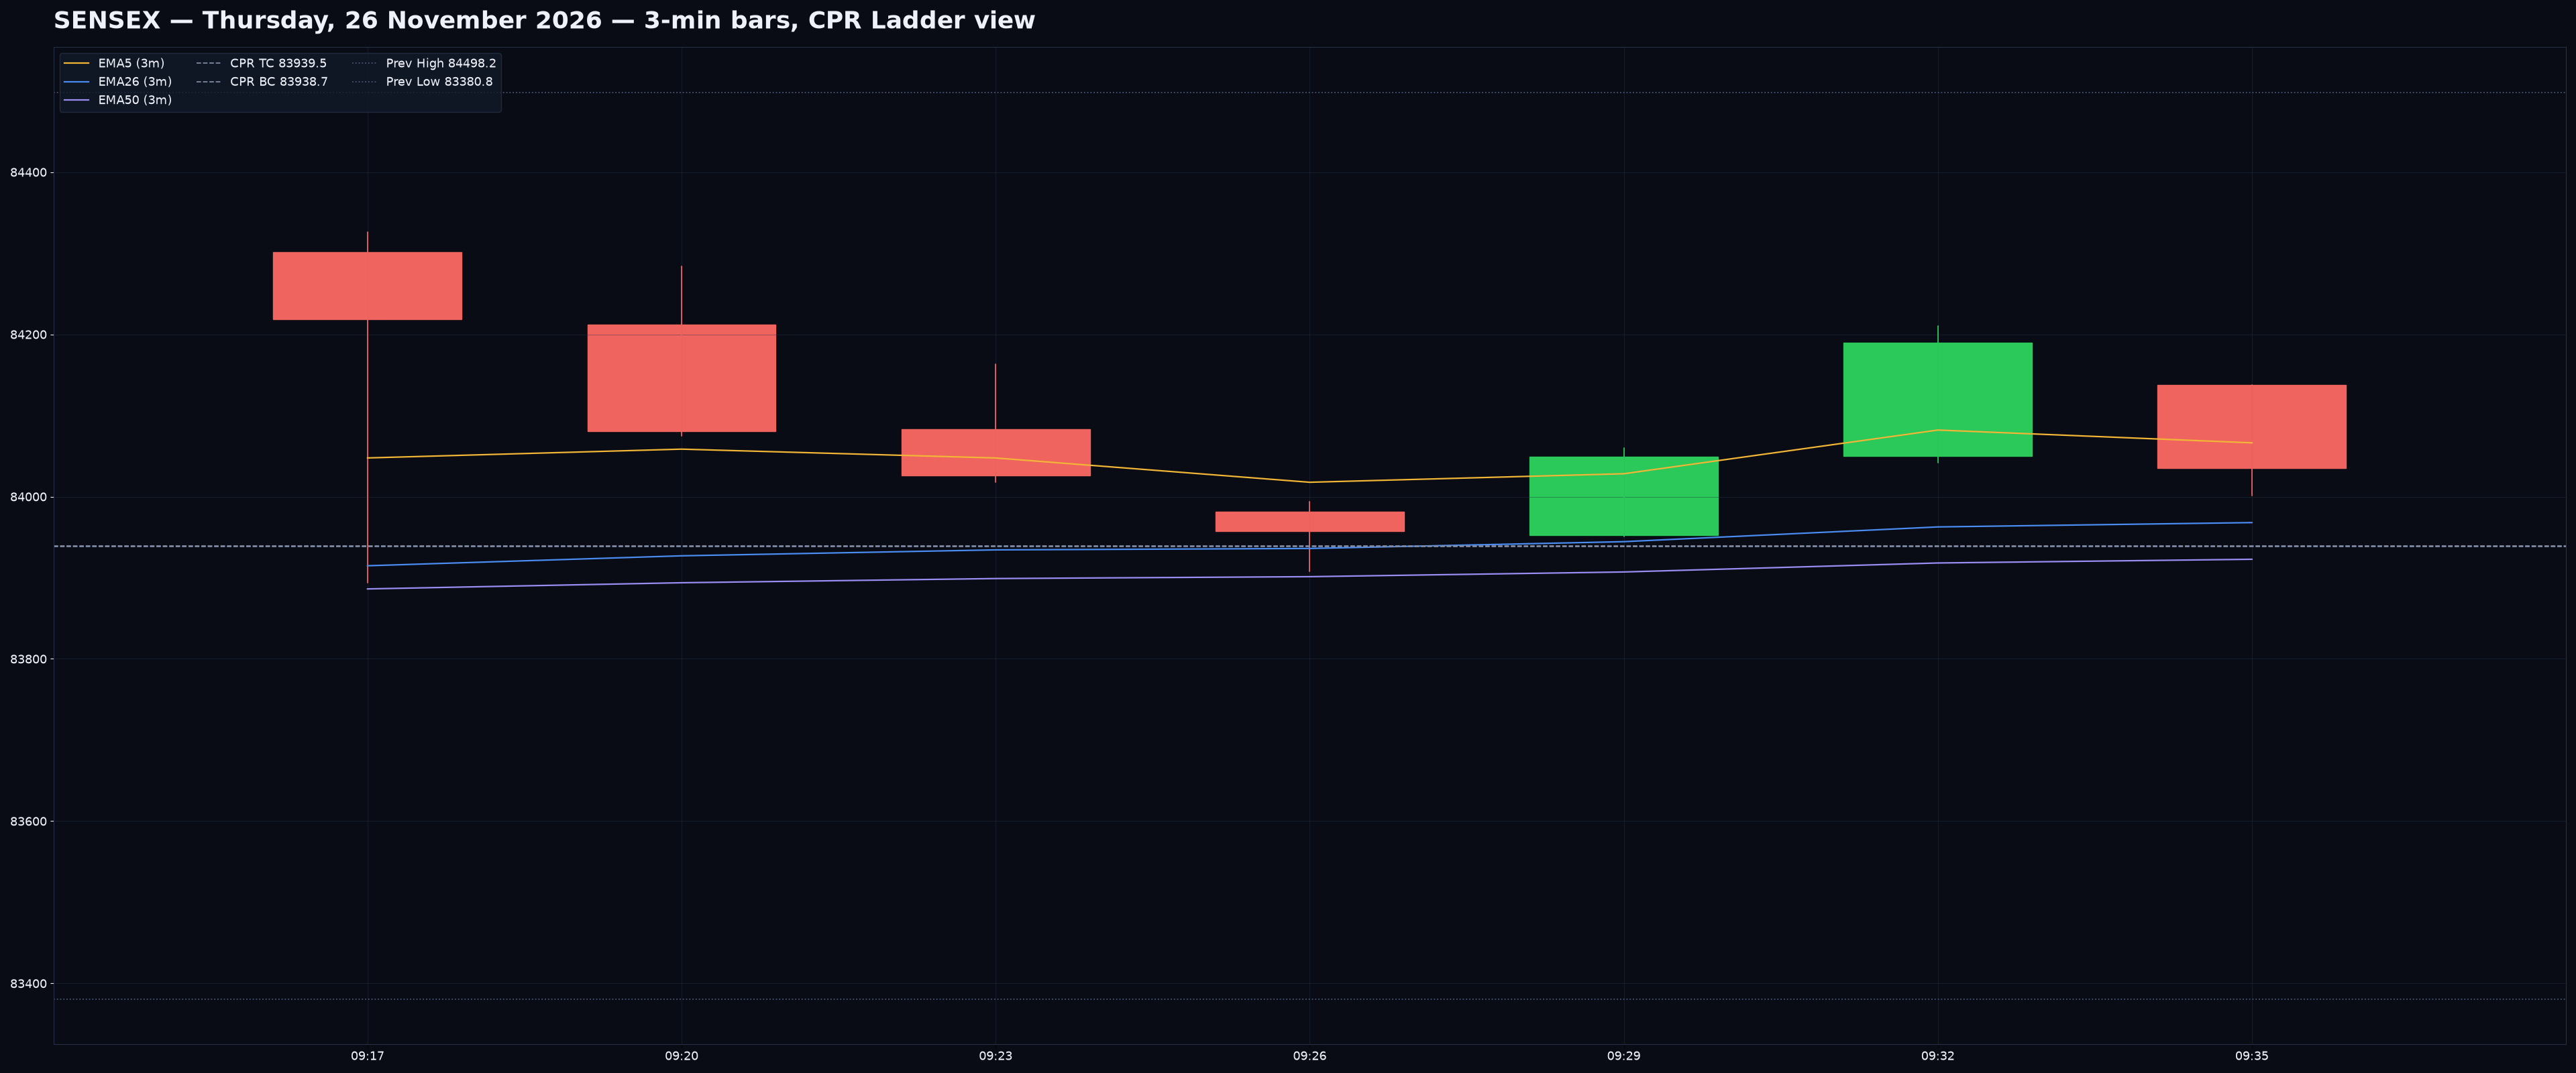 SENSEX — Thursday, 26 November 2026 — 3-min bars, CPR Ladder view
EMA5 (3m) CPR TC 83939.5 Prev High 84498.2
EMA26 (3m) CPR BC 83938.7 Prev Low 83380.8
EMA50 (3m)
84400
84200
84000
83800
83600
83400
09:17 09:20 09:23 09:26 09:29 09:32 09:35